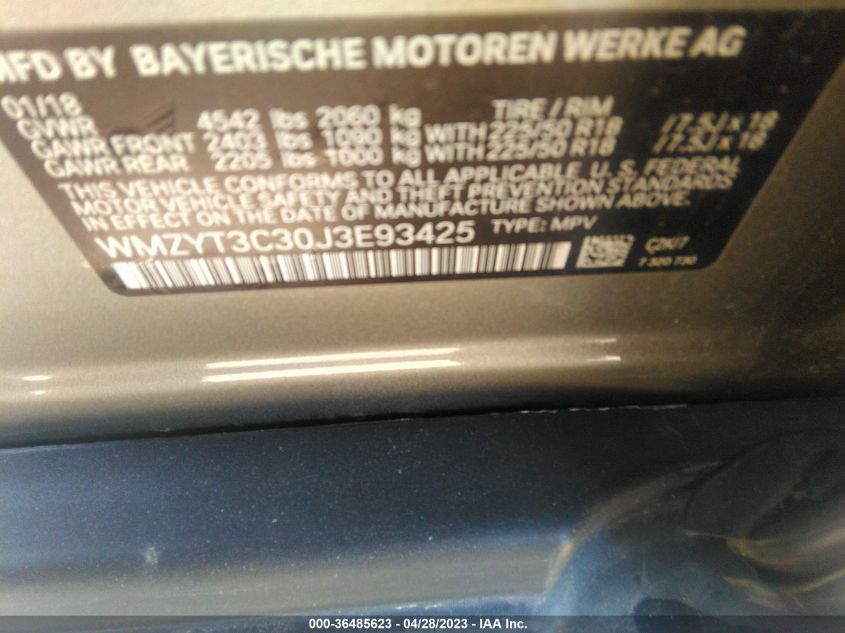 MFD BY BAYERISCHE MOTOREN WERKE AG
01/18
GVWR 4542 lbs 2060 kg TIRE / RIM
GAWR FRONT 2403 lbs 1090 kg WITH 225/50 R18 / 7.5J x 18
GAWR REAR 2205 lbs 1000 kg WITH 225/50 R18 / 7.5J x 18
THIS VEHICLE CONFORMS TO ALL APPLICABLE U. S. FEDERAL
MOTOR VEHICLE SAFETY AND THEFT PREVENTION STANDARDS
IN EFFECT ON THE DATE OF MANUFACTURE SHOWN ABOVE.
WMZYT3C30J3E93425 TYPE: MPV
7 320 730
000-36485623 - 04/28/2023 - IAA Inc.